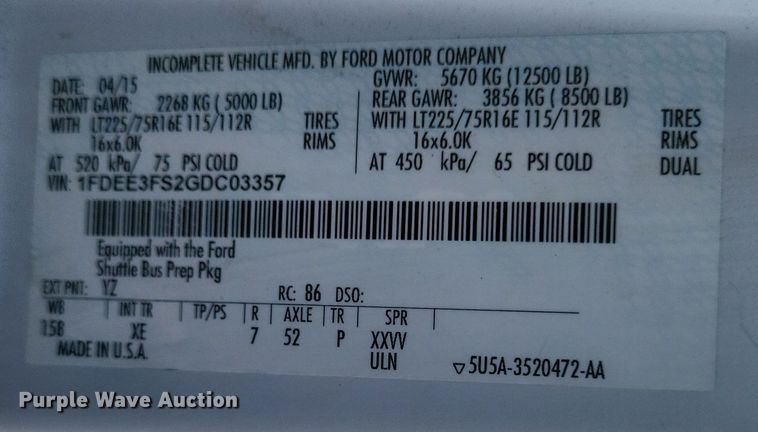 INCOMPLETE VEHICLE MFD. BY FORD MOTOR COMPANY
DATE: 04/15
GVWR: 5670 KG (12500 LB)
FRONT GAWR: 2268 KG ( 5000 LB)
REAR GAWR: 3856 KG ( 8500 LB)
WITH LT225/75R16E 115/112R TIRES
WITH LT225/75R16E 115/112R TIRES
16x6.0K RIMS
16x6.0K RIMS
AT 520 kPa/ 75 PSI COLD
AT 450 kPa/ 65 PSI COLD DUAL
VIN: 1FDEE3FS2GDC03357
Equipped with the Ford
Shuttle Bus Prep Pkg
EXT PNT: YZ RC: 86 DSO:
WB INT TR TP/PS R AXLE TR SPR
158 XE 7 52 P XXVV
MADE IN U.S.A. ULN ▽5U5A-3520472-AA
Purple Wave Auction